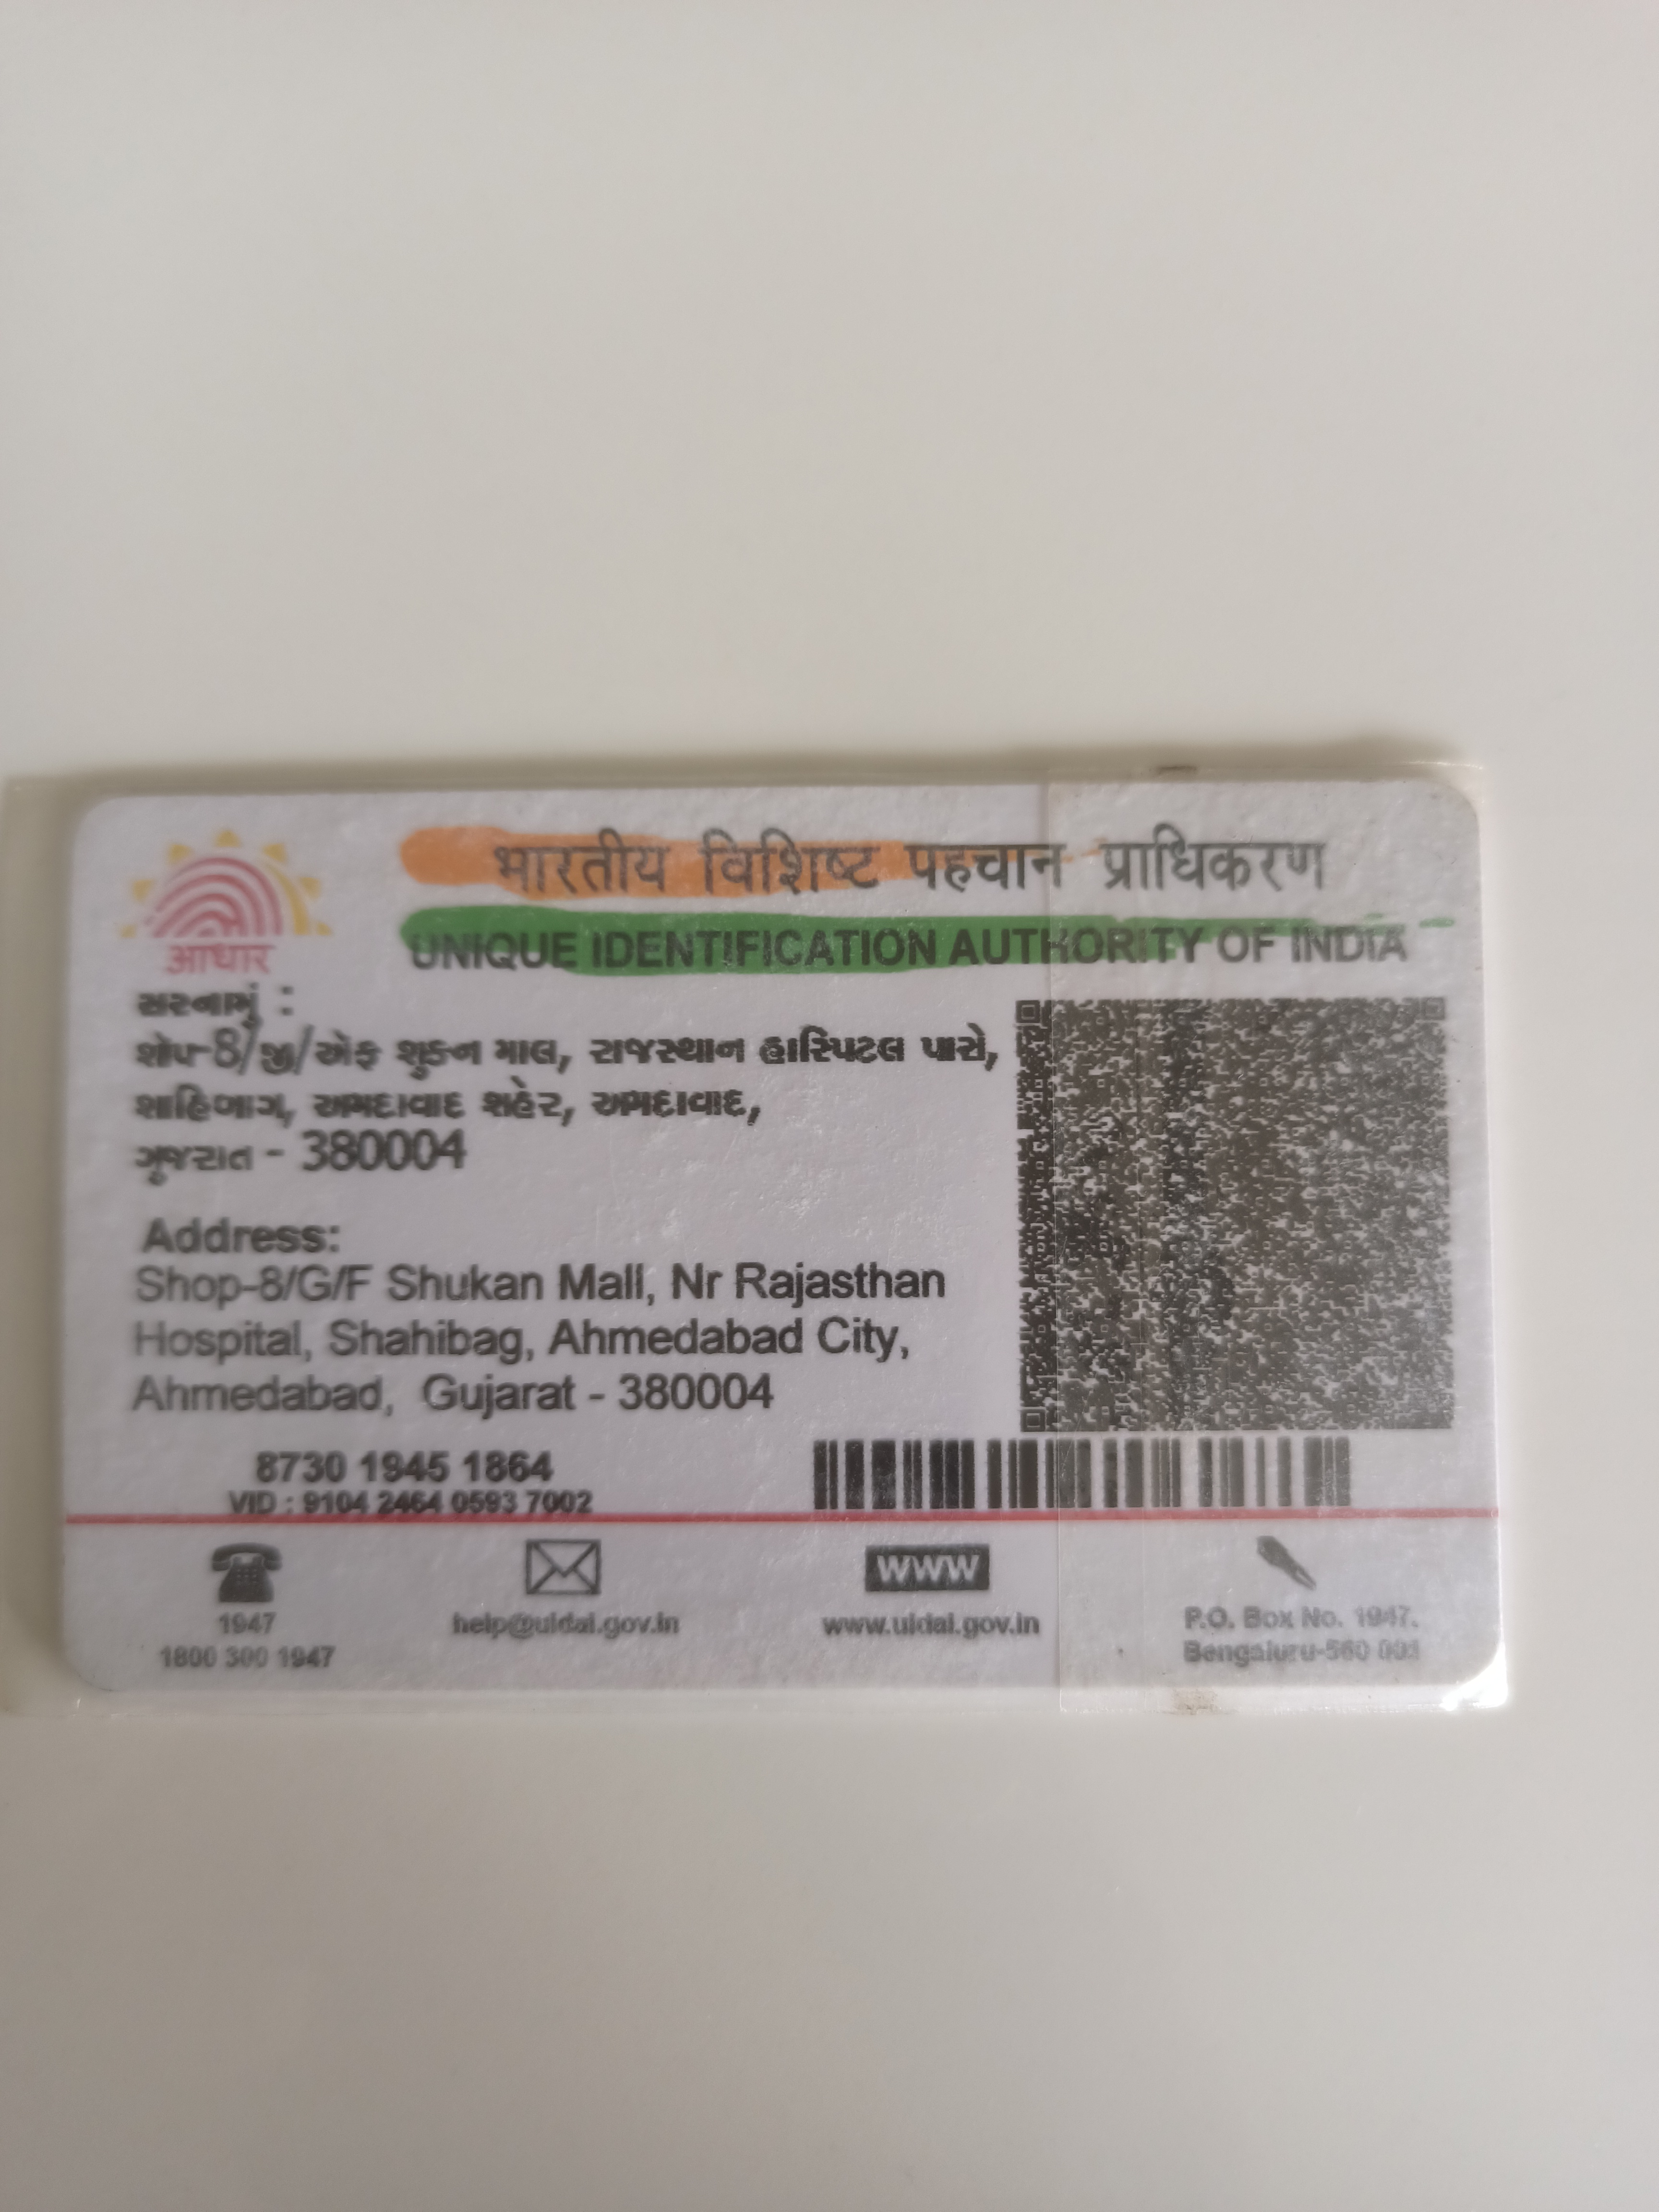 भारतीय विशिष्ट पहचान प्राधिकरण
UNIQUE IDENTIFICATION AUTHORITY OF INDIA
आधार
સરનામું :
શોપ-8/જી/એફ શુકન માલ, રાજસ્થાન હાસ્પિટલ પાસે,
શાહિબાગ, અમદાવાદ શહેર, અમદાવાદ,
ગુજરાત - 380004
Address:
Shop-8/G/F Shukan Mall, Nr Rajasthan
Hospital, Shahibag, Ahmedabad City,
Ahmedabad, Gujarat - 380004
8730 1945 1864
VID : 9104 2464 0593 7002
1947
1800 300 1947
help@uidai.gov.in
www
www.uidai.gov.in
P.O. Box No. 1947,
Bengaluru-560 001